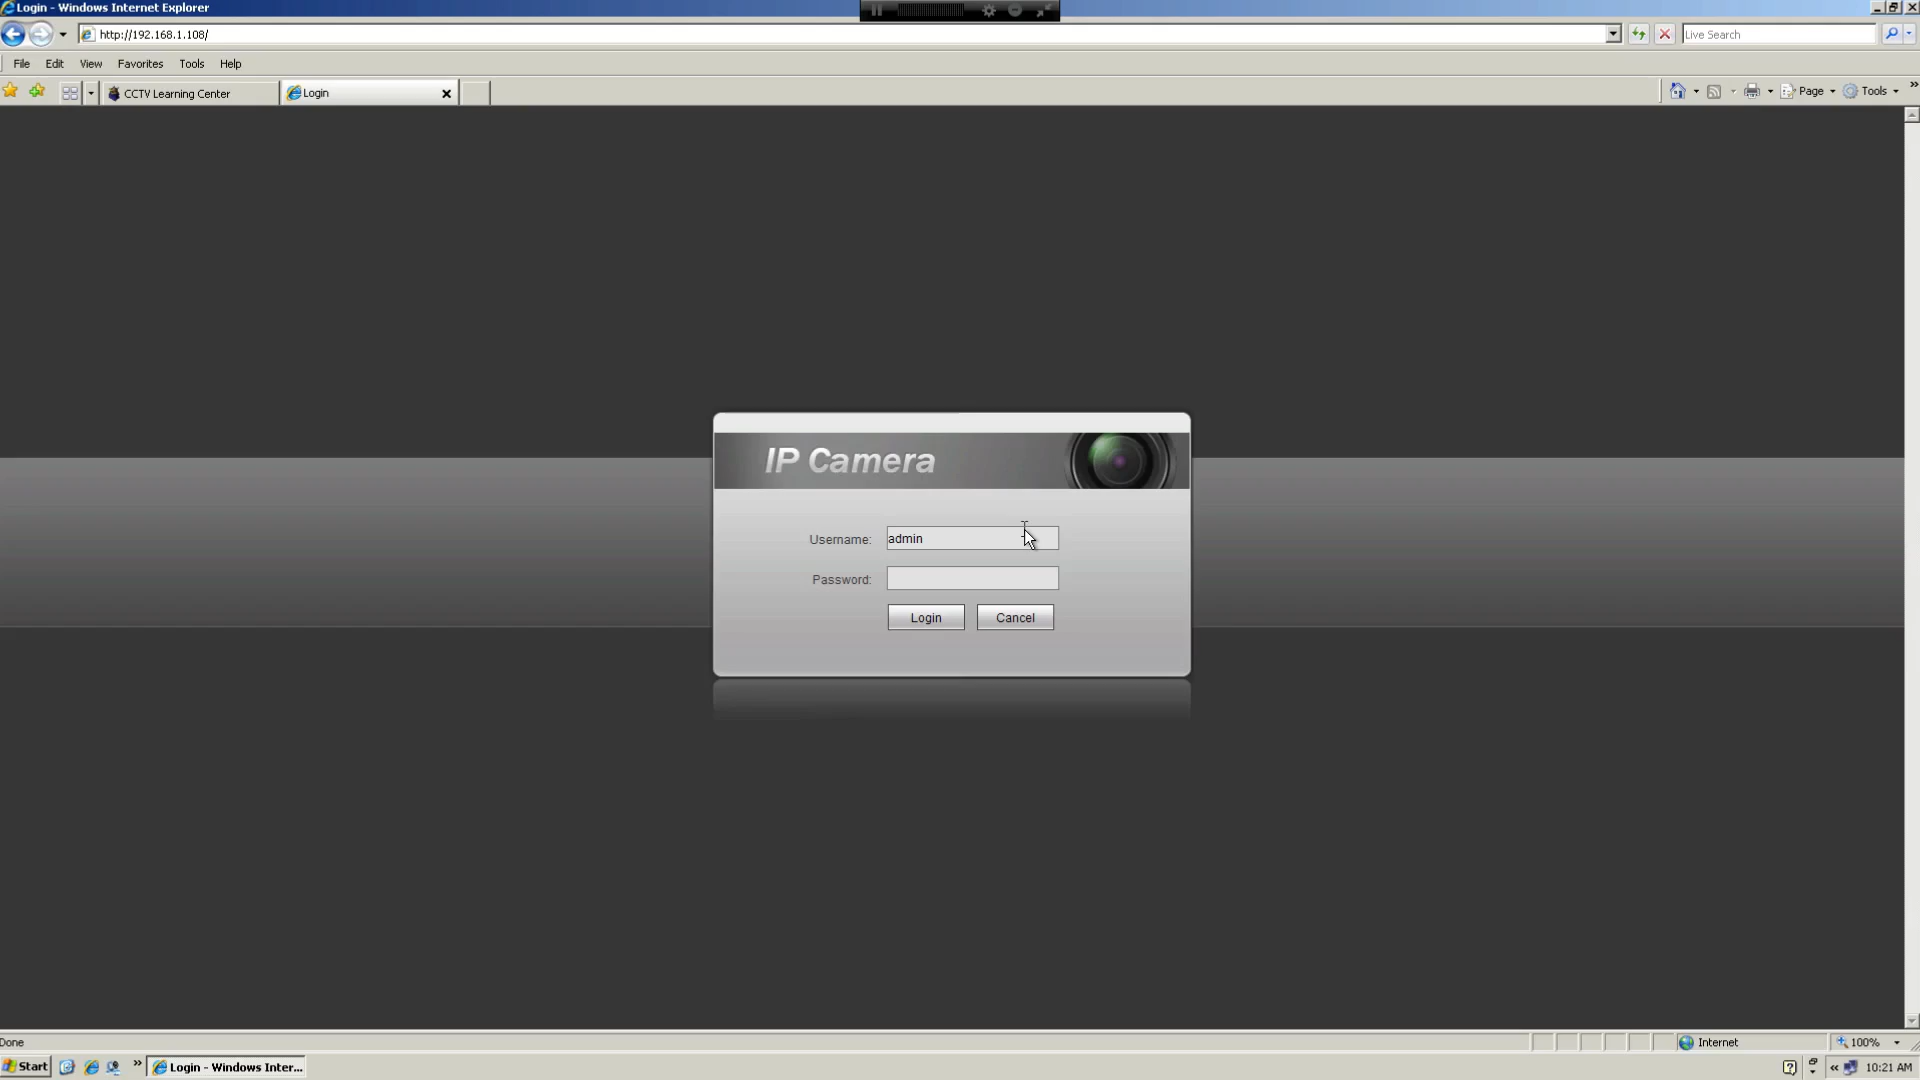 Login - Windows Internet Explorer
http://192.168.1.108/
Live Search
File Edit View Favorites Tools Help
CCTV Learning Center
Login
Page
Tools
IP Camera
Username: admin
Password:
Login Cancel
Done
Internet
100%
Start
Login - Windows Inter...
10:21 AM